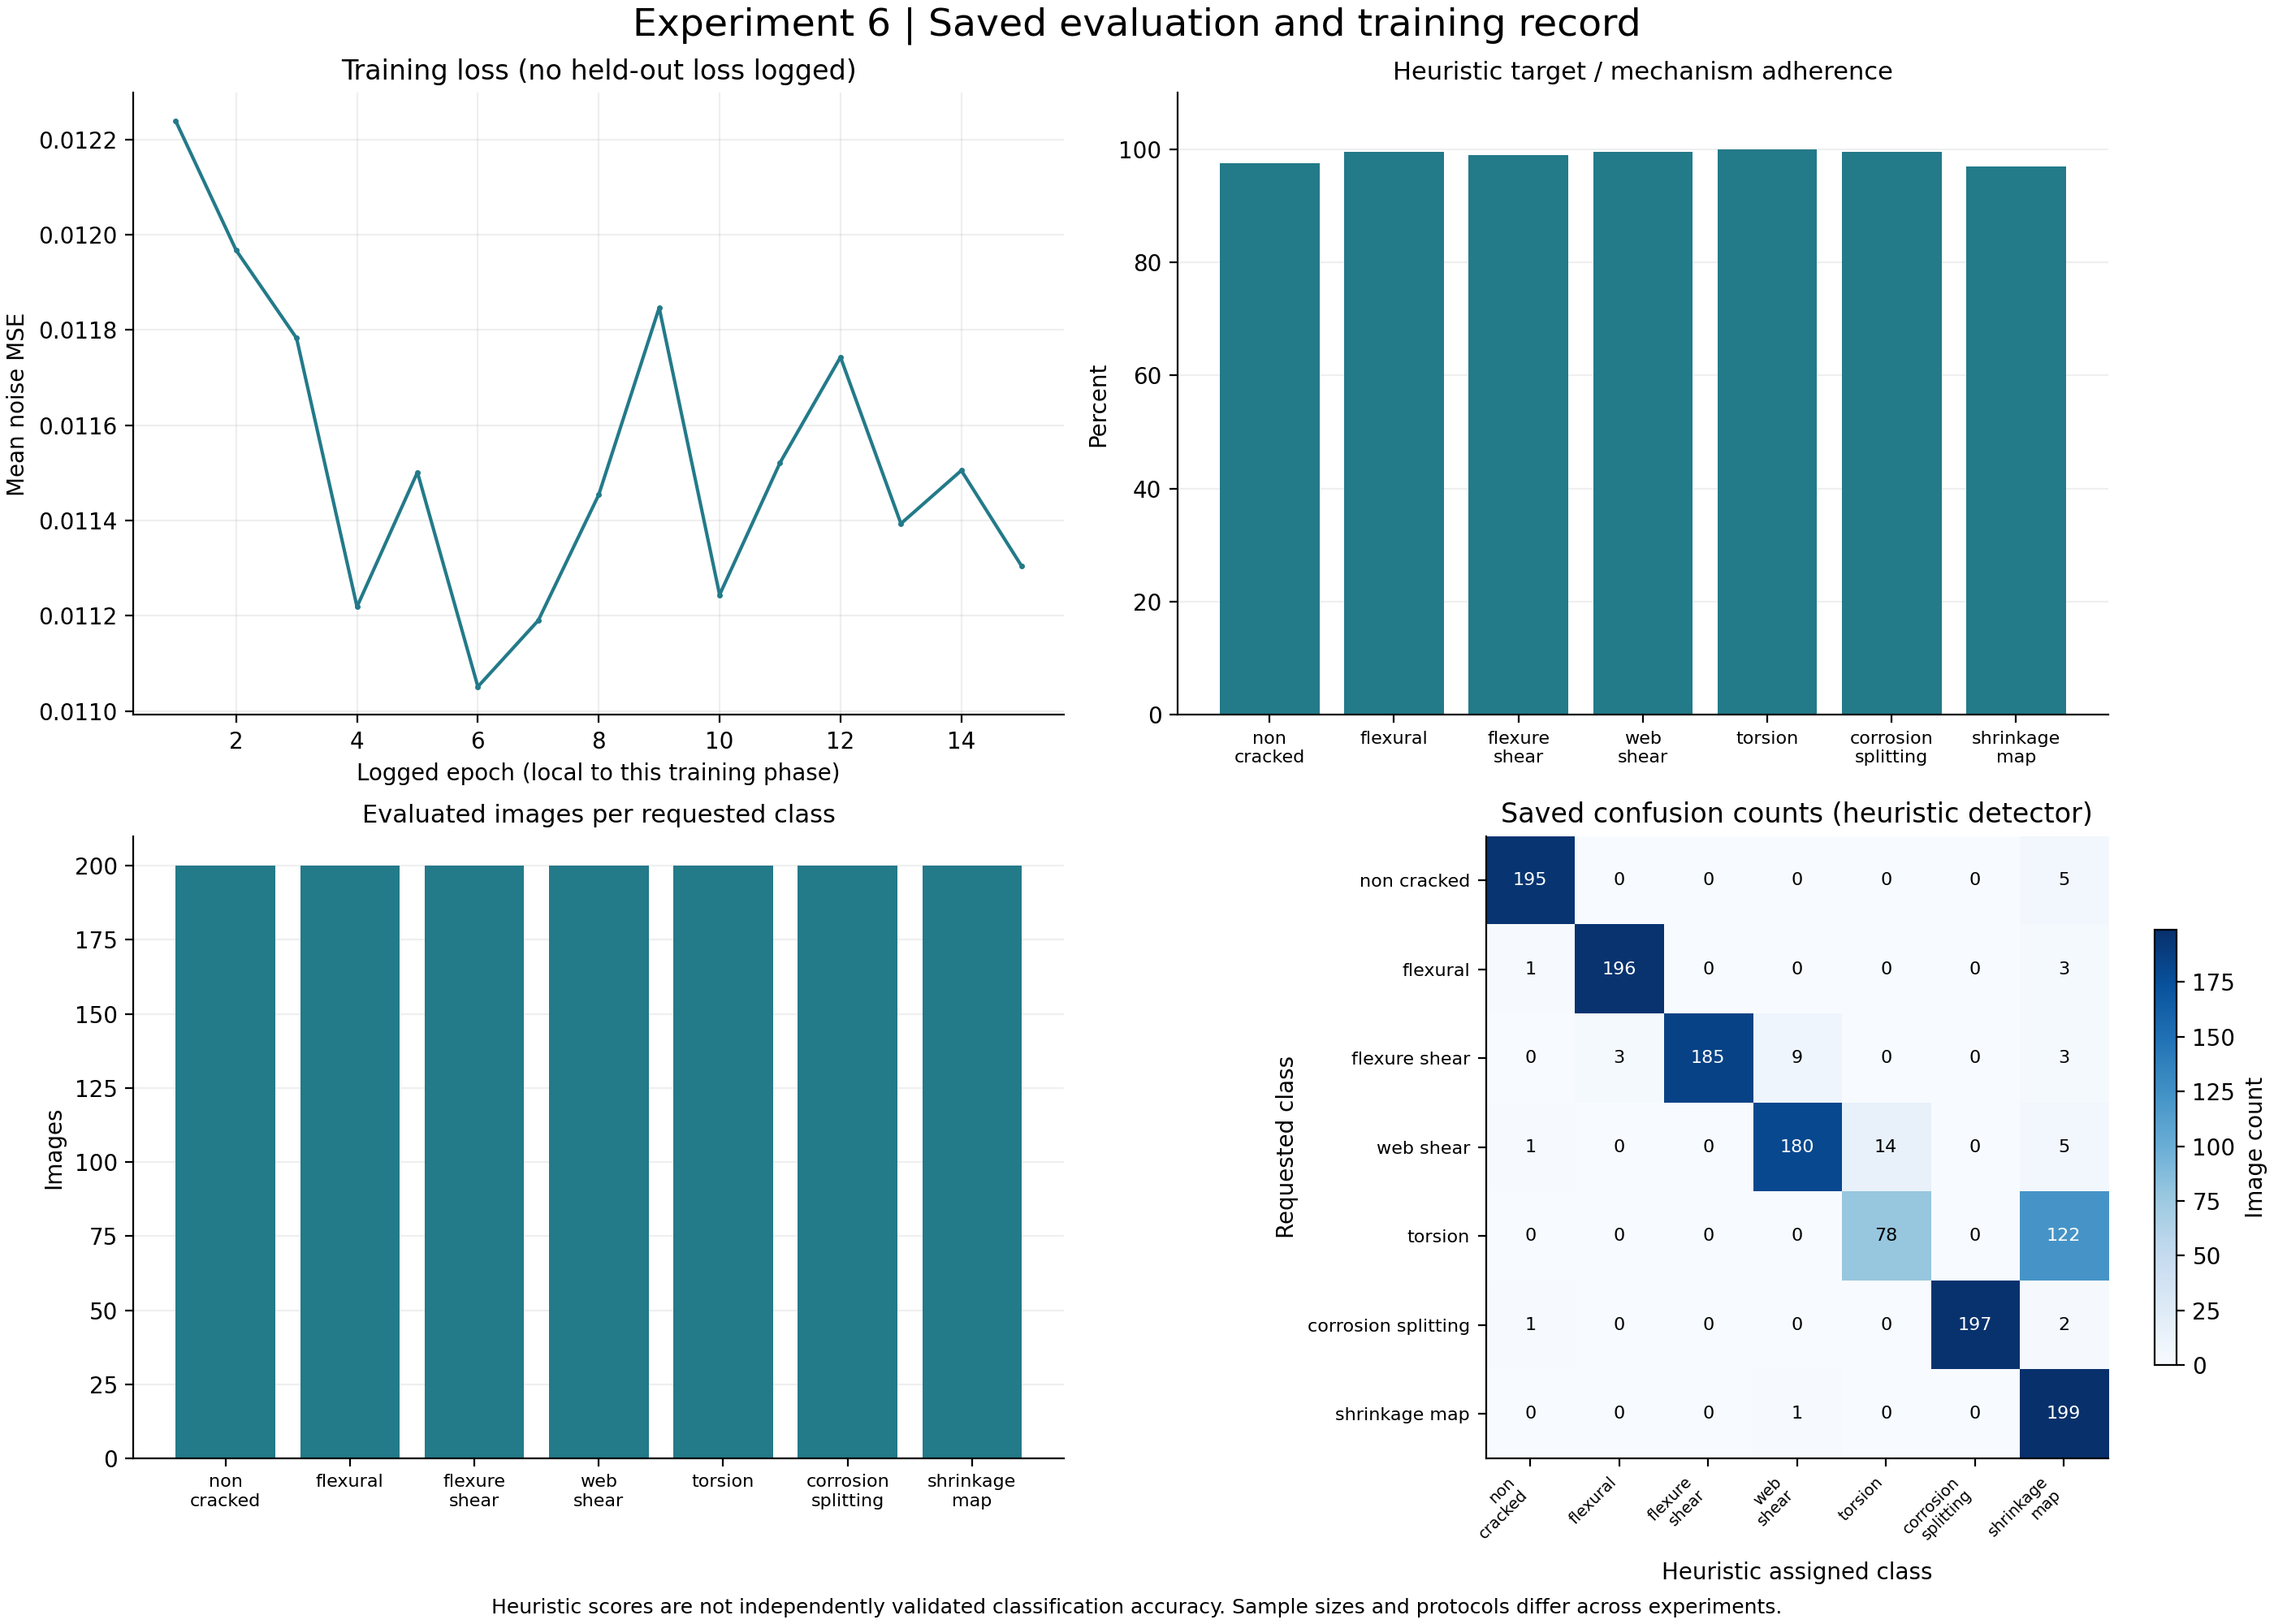 Experiment 6 | Saved evaluation and training record
Training loss (no held-out loss logged)
Mean noise MSE
0.0122
0.0120
0.0118
0.0116
0.0114
0.0112
0.0110
2 4 6 8 10 12 14
Logged epoch (local to this training phase)
Heuristic target / mechanism adherence
Percent
100
80
60
40
20
0
non flexural flexure web torsion corrosion shrinkage
cracked shear shear splitting map
Evaluated images per requested class
Images
200
175
150
125
100
75
50
25
0
non flexural flexure web torsion corrosion shrinkage
cracked shear shear splitting map
Saved confusion counts (heuristic detector)
Requested class
non cracked 195 0 0 0 0 0 5
flexural 1 196 0 0 0 0 3
flexure shear 0 3 185 9 0 0 3
web shear 1 0 0 180 14 0 5
torsion 0 0 0 0 78 0 122
corrosion splitting 1 0 0 0 0 197 2
shrinkage map 0 0 0 1 0 0 199
non flexural flexure web torsion corrosion shrinkage
cracked shear shear splitting map
Heuristic assigned class
175
150
125
100
75
50
25
0
Image count
Heuristic scores are not independently validated classification accuracy. Sample sizes and protocols differ across experiments.